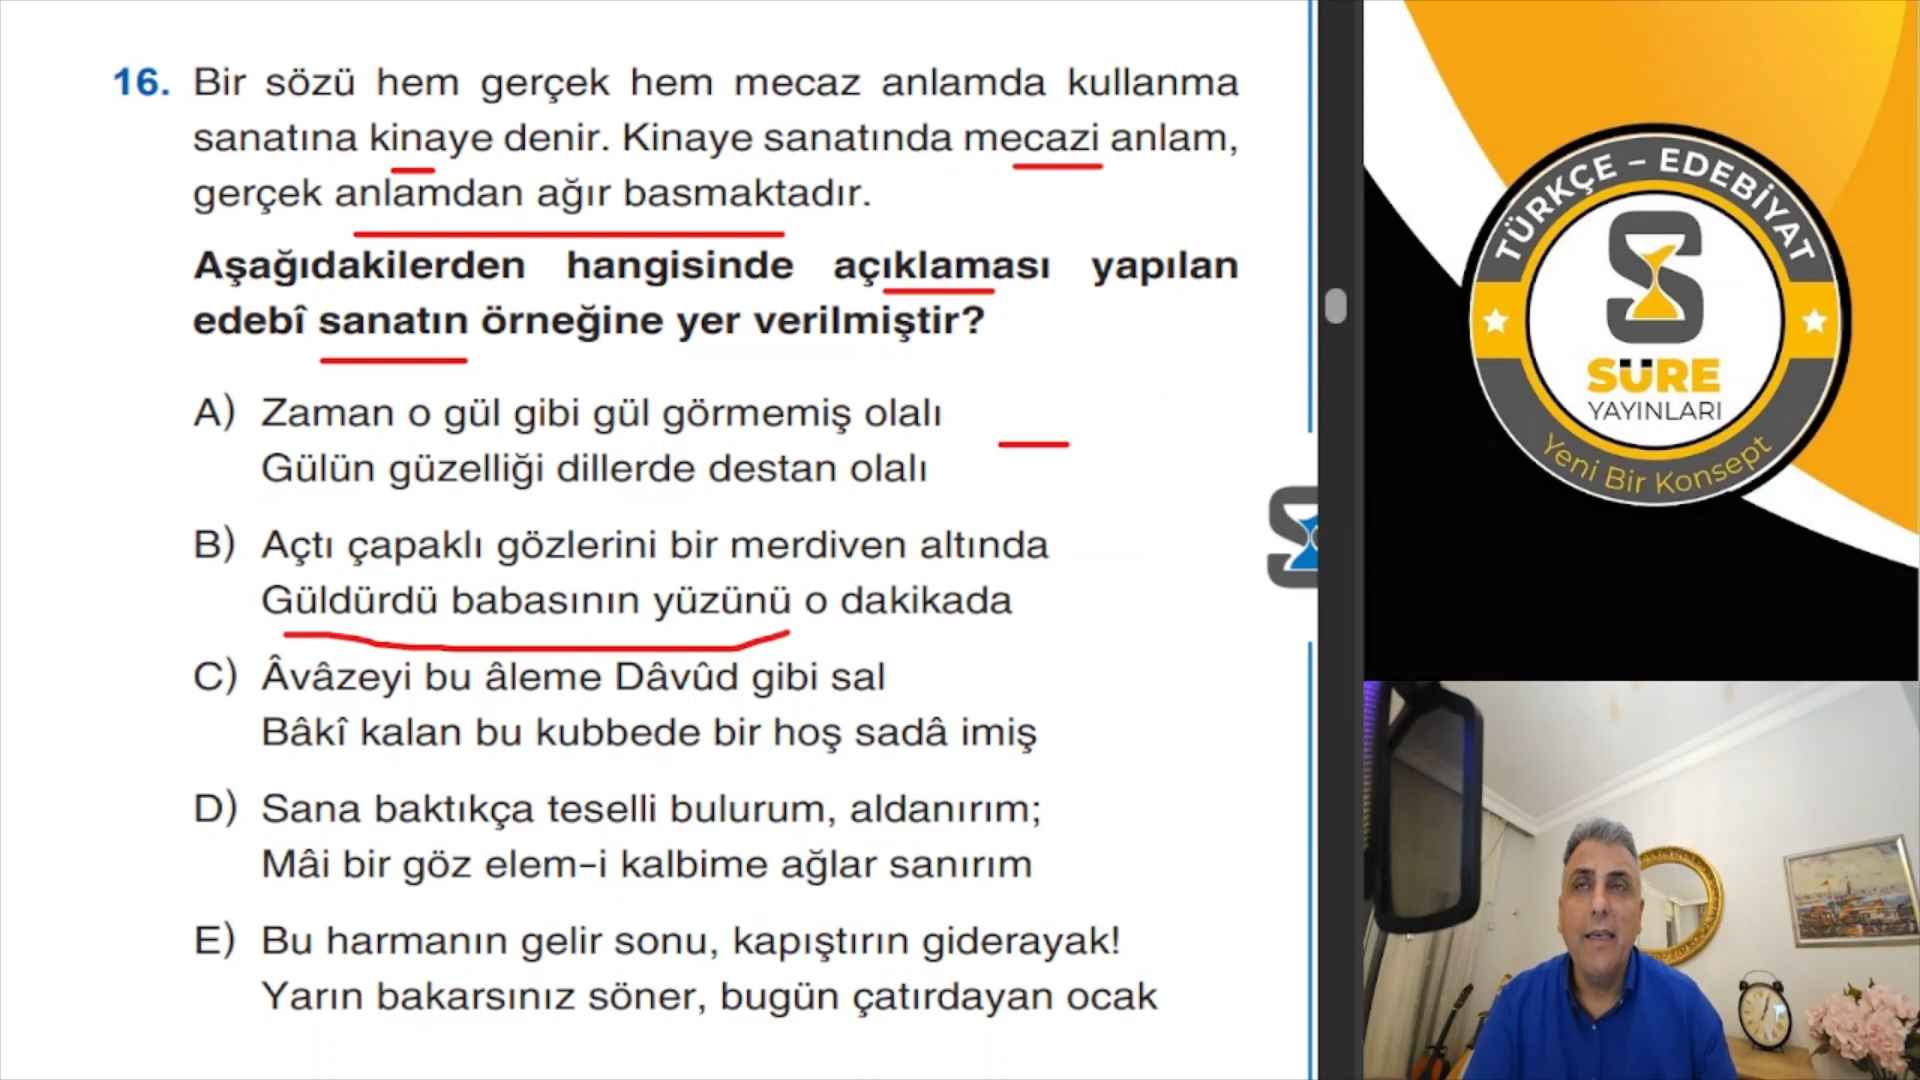 16. Bir sözü hem gerçek hem mecaz anlamda kullanma
sanatına kinaye denir. Kinaye sanatında mecazi anlam,
gerçek anlamdan ağır basmaktadır.
Aşağıdakilerden hangisinde açıklaması yapılan
edebî sanatın örneğine yer verilmiştir?
A) Zaman o gül gibi gül görmemiş olalı
Gülün güzelliği dillerde destan olalı
B) Açtı çapaklı gözlerini bir merdiven altında
Güldürdü babasının yüzünü o dakikada
C) Âvâzeyi bu âleme Dâvûd gibi sal
Bâkî kalan bu kubbede bir hoş sadâ imiş
D) Sana baktıkça teselli bulurum, aldanırım;
Mâi bir göz elem-i kalbime ağlar sanırım
E) Bu harmanın gelir sonu, kapıştırın giderayak!
Yarın bakarsınız söner, bugün çatırdayan ocak
TÜRKÇE – EDEBİYAT
SÜRE
YAYINLARI
Yeni Bir Konsept